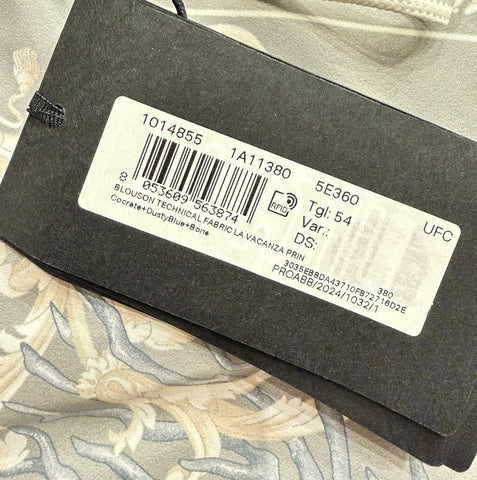 1014855 1A11380 5E360
8 053609 563874
RFID
Tgl: 54
Var.:
DS:
UFC
BLOUSON TECHNICAL FABRIC LA VACANZA PRIN
Cocrete+DustyBlue+Bone
380
3035EBBDA43710FB72716D2E
PROABB/2024/1032/1